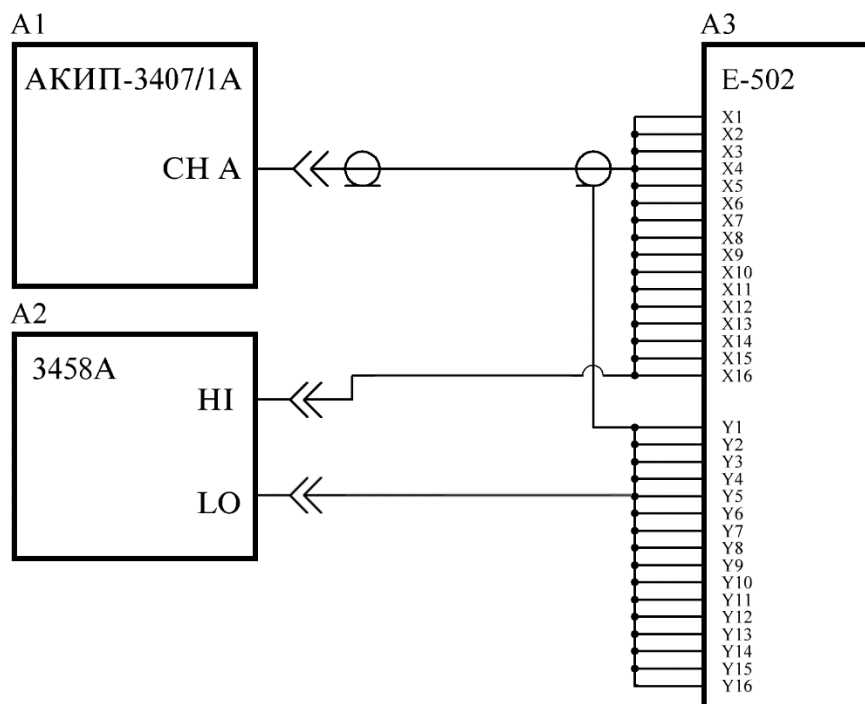 A1
АКИП-3407/1А
CH A
A2
3458A
HI
LO
A3
E-502
X1
X2
X3
X4
X5
X6
X7
X8
X9
X10
X11
X12
X13
X14
X15
X16
Y1
Y2
Y3
Y4
Y5
Y6
Y7
Y8
Y9
Y10
Y11
Y12
Y13
Y14
Y15
Y16